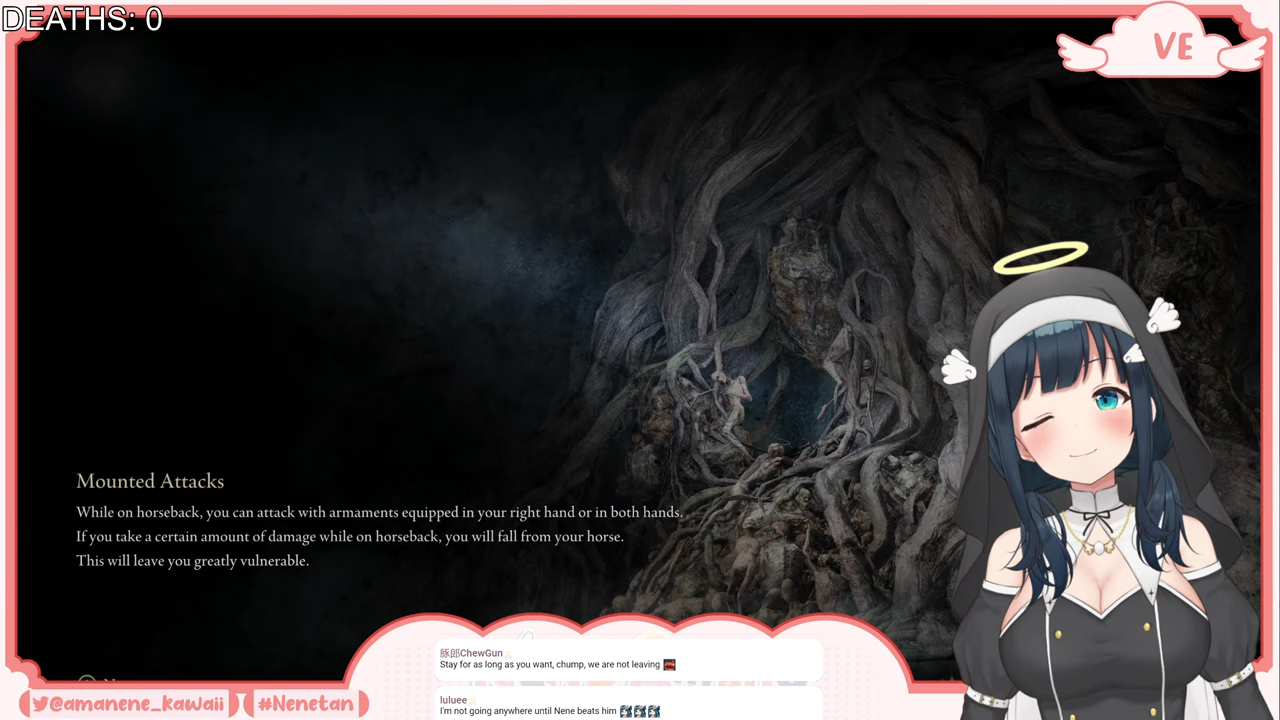 DEATHS: 0
VE
Mounted Attacks
While on horseback, you can attack with armaments equipped in your right hand or in both hands.
If you take a certain amount of damage while on horseback, you will fall from your horse.
This will leave you greatly vulnerable.
豚郎ChewGun
Stay for as long as you want, chump, we are not leaving
luluee
I'm not going anywhere until Nene beats him
@amanene_kawaii
#Nenetan